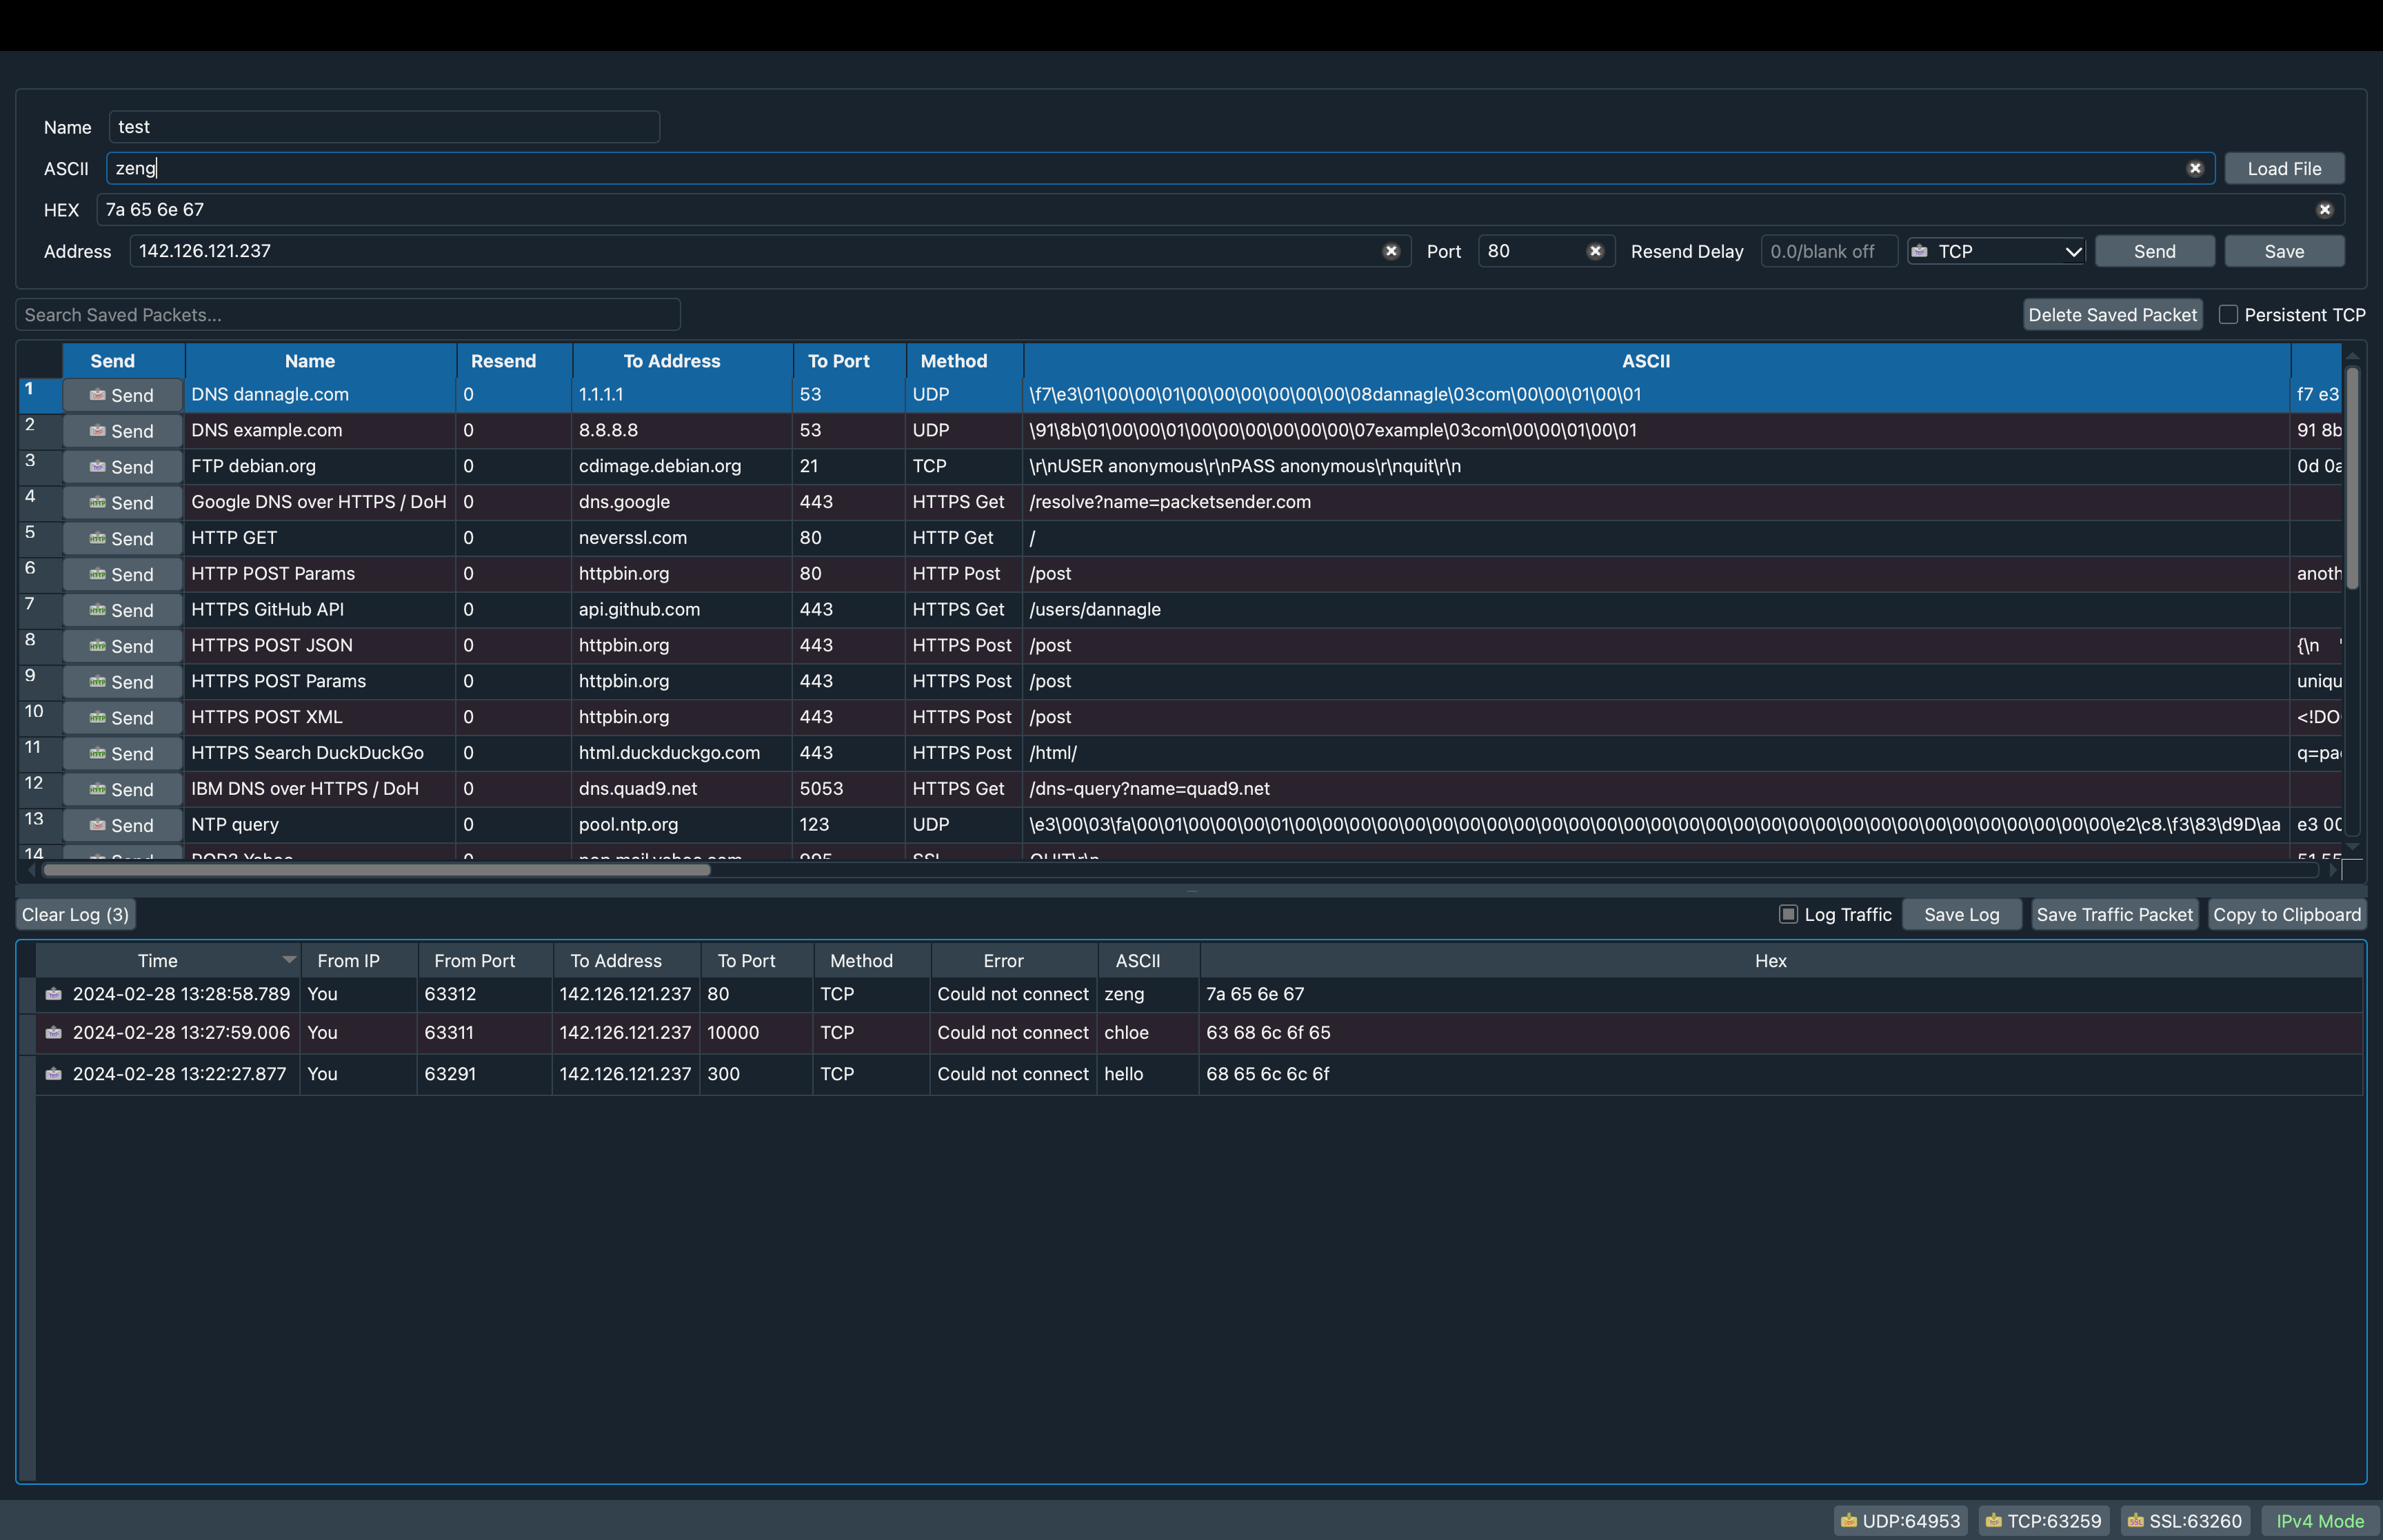 Name test
ASCII zeng Load File
HEX 7a 65 6e 67
Address 142.126.121.237 Port 80 Resend Delay 0.0/blank off TCP Send Save
Search Saved Packets... Delete Saved Packet Persistent TCP
Send Name Resend To Address To Port Method ASCII
1 Send DNS dannagle.com 0 1.1.1.1 53 UDP \f7\e3\01\00\00\01\00\00\00\00\00\00\08dannagle\03com\00\00\01\00\01 f7 e3
2 Send DNS example.com 0 8.8.8.8 53 UDP \91\8b\01\00\00\01\00\00\00\00\00\00\07example\03com\00\00\01\00\01 91 8b
3 Send FTP debian.org 0 cdimage.debian.org 21 TCP \r\nUSER anonymous\r\nPASS anonymous\r\nquit\r\n 0d 0a
4 Send Google DNS over HTTPS / DoH 0 dns.google 443 HTTPS Get /resolve?name=packetsender.com
5 Send HTTP GET 0 neverssl.com 80 HTTP Get /
6 Send HTTP POST Params 0 httpbin.org 80 HTTP Post /post anoth
7 Send HTTPS GitHub API 0 api.github.com 443 HTTPS Get /users/dannagle
8 Send HTTPS POST JSON 0 httpbin.org 443 HTTPS Post /post {\n
9 Send HTTPS POST Params 0 httpbin.org 443 HTTPS Post /post uniqu
10 Send HTTPS POST XML 0 httpbin.org 443 HTTPS Post /post <!DO
11 Send HTTPS Search DuckDuckGo 0 html.duckduckgo.com 443 HTTPS Post /html/ q=pa
12 Send IBM DNS over HTTPS / DoH 0 dns.quad9.net 5053 HTTPS Get /dns-query?name=quad9.net
13 Send NTP query 0 pool.ntp.org 123 UDP \e3\00\03\fa\00\01\00\00\00\01\00\00\00\00\00\00\00\00\00\00\00\00\00\00\00\00\00\00\00\00\00\00\00\00\00\00\00\00\00\00\e2\c8.\f3\83\d9D\aa e3 00
14
Clear Log (3) Log Traffic Save Log Save Traffic Packet Copy to Clipboard
Time From IP From Port To Address To Port Method Error ASCII Hex
2024-02-28 13:28:58.789 You 63312 142.126.121.237 80 TCP Could not connect zeng 7a 65 6e 67
2024-02-28 13:27:59.006 You 63311 142.126.121.237 10000 TCP Could not connect chloe 63 68 6c 6f 65
2024-02-28 13:22:27.877 You 63291 142.126.121.237 300 TCP Could not connect hello 68 65 6c 6c 6f
UDP:64953 TCP:63259 SSL:63260 IPv4 Mode